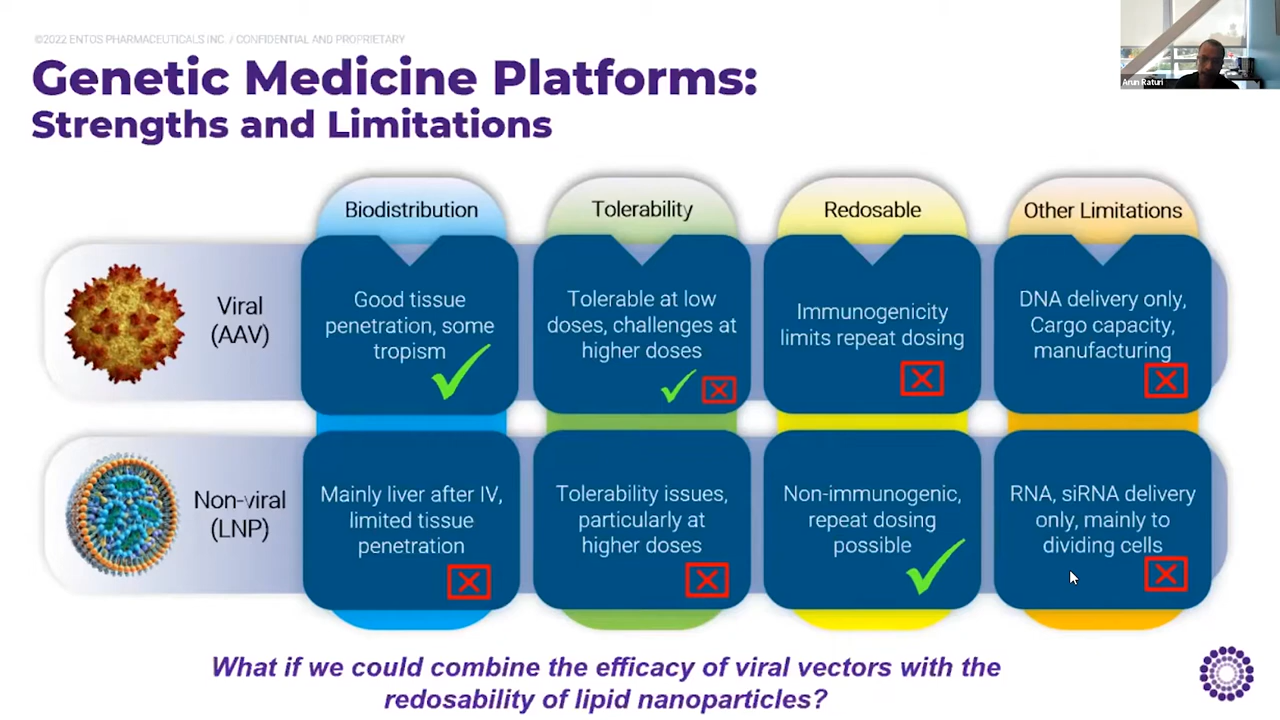 ©2022 ENTOS PHARMACEUTICALS INC. / CONFIDENTIAL AND PROPRIETARY
Genetic Medicine Platforms:
Strengths and Limitations
Arun Raturi
Biodistribution
Tolerability
Redosable
Other Limitations
Viral
(AAV)
Good tissue
penetration, some
tropism
Tolerable at low
doses, challenges at
higher doses
Immunogenicity
limits repeat dosing
DNA delivery only,
Cargo capacity,
manufacturing
Non-viral
(LNP)
Mainly liver after IV,
limited tissue
penetration
Tolerability issues,
particularly at
higher doses
Non-immunogenic,
repeat dosing
possible
RNA, siRNA delivery
only, mainly to
dividing cells
What if we could combine the efficacy of viral vectors with the
redosability of lipid nanoparticles?